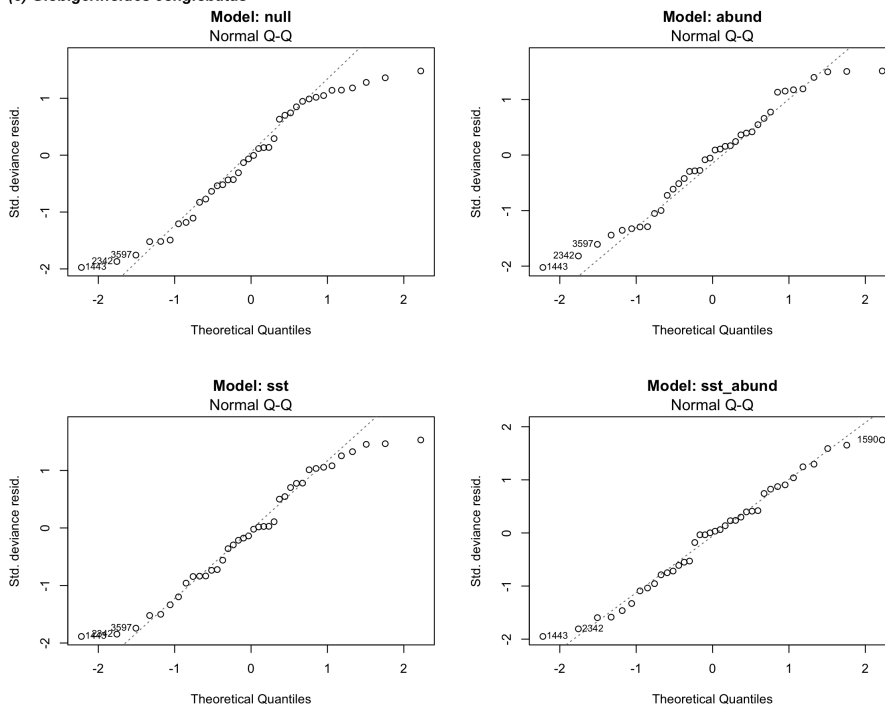 Model: null
Normal Q-Q
Std. deviance resid.
1
0
-1
-2
3597
2342
1443
-2 -1 0 1 2
Theoretical Quantiles
Model: abund
Normal Q-Q
Std. deviance resid.
1
0
-1
-2
3597
2342
1443
-2 -1 0 1 2
Theoretical Quantiles
Model: sst
Normal Q-Q
Std. deviance resid.
1
0
-1
-2
3597
2342
1443
-2 -1 0 1 2
Theoretical Quantiles
Model: sst_abund
Normal Q-Q
Std. deviance resid.
2
1
0
-1
-2
1590
2342
1443
-2 -1 0 1 2
Theoretical Quantiles